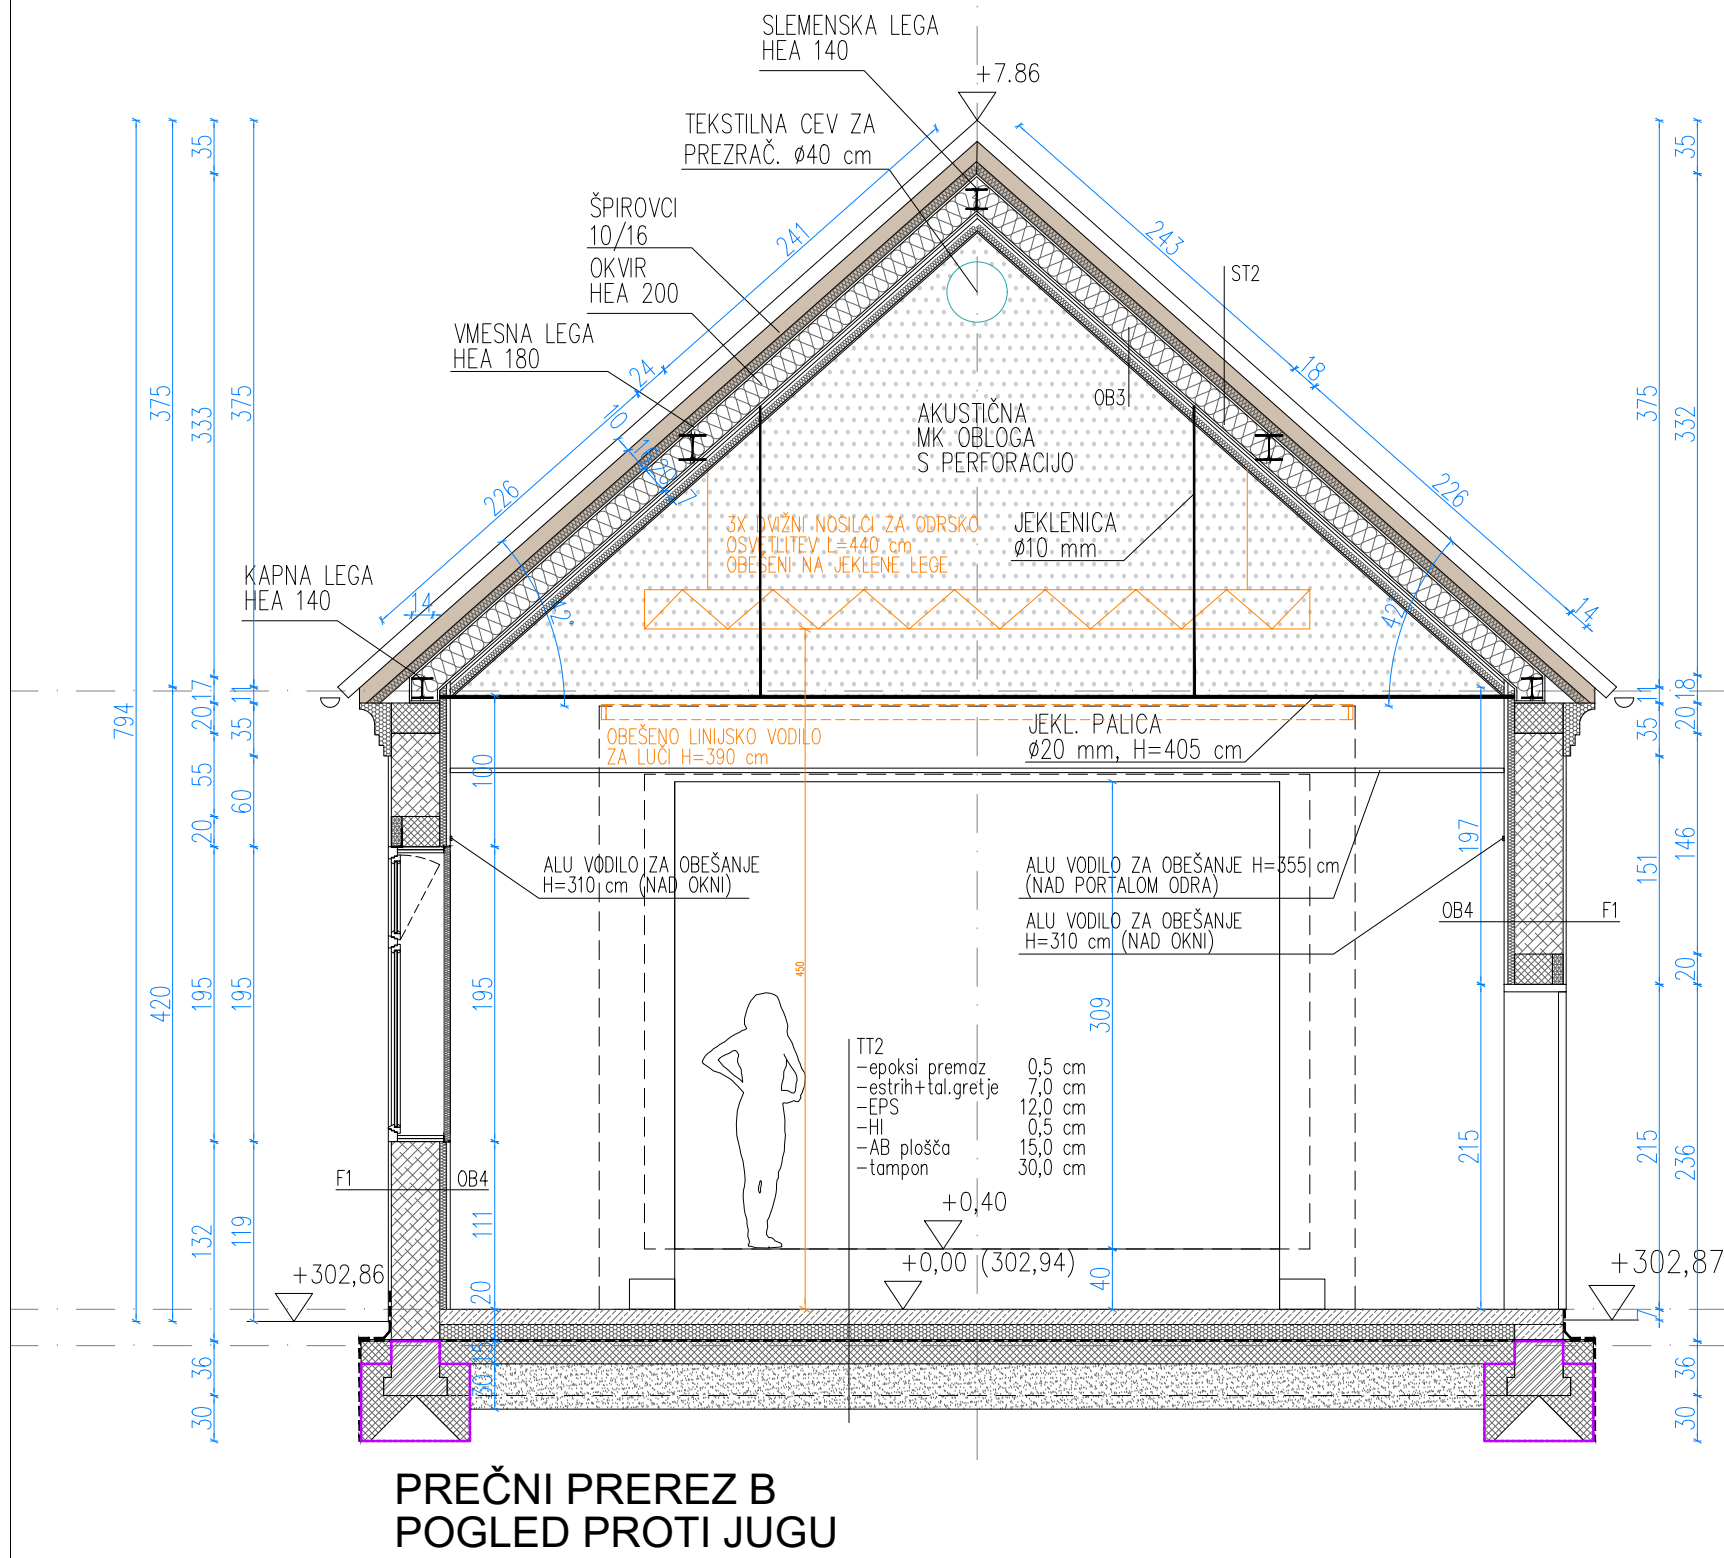 SLEMENSKA LEGA
HEA 140
+7.86
TEKSTILNA CEV ZA
PREZRAČ. Ø40 cm
ŠPIROVCI
10/16
OKVIR
HEA 200
VMESNA LEGA
HEA 180
KAPNA LEGA
HEA 140
ST2
OB3
AKUSTIČNA
MK OBLOGA
S PERFORACIJO
3X DVIŽNI NOSILCI ZA ODRSKO
OSVETLITEV L=440 cm
OBEŠENI NA JEKLENE LEGE
JEKLENICA
Ø10 mm
OBEŠENO LINIJSKO VODILO
ZA LUČI H=390 cm
JEKL. PALICA
Ø20 mm, H=405 cm
ALU VODILO ZA OBEŠANJE
H=310 cm (NAD OKNI)
ALU VODILO ZA OBEŠANJE H=355 cm
(NAD PORTALOM ODRA)
ALU VODILO ZA OBEŠANJE
H=310 cm (NAD OKNI)
OB4 F1
F1 OB4
TT2
-epoksi premaz 0,5 cm
-estrih+tal.gretje 7,0 cm
-EPS 12,0 cm
-HI 0,5 cm
-AB plošča 15,0 cm
-tampon 30,0 cm
+0,40
+0,00 (302,94)
+302,86
+302,87
794
375
420
35
333
17
20
55
20
195
132
36
30
375
11
35
60
195
119
241
24
10
226
14
42°
100
195
111
20
15
30
450
309
40
243
18
226
14
42°
197
215
375
11
35
151
215
7
35
332
18
20
146
20
236
36
30
PREČNI PREREZ B
POGLED PROTI JUGU